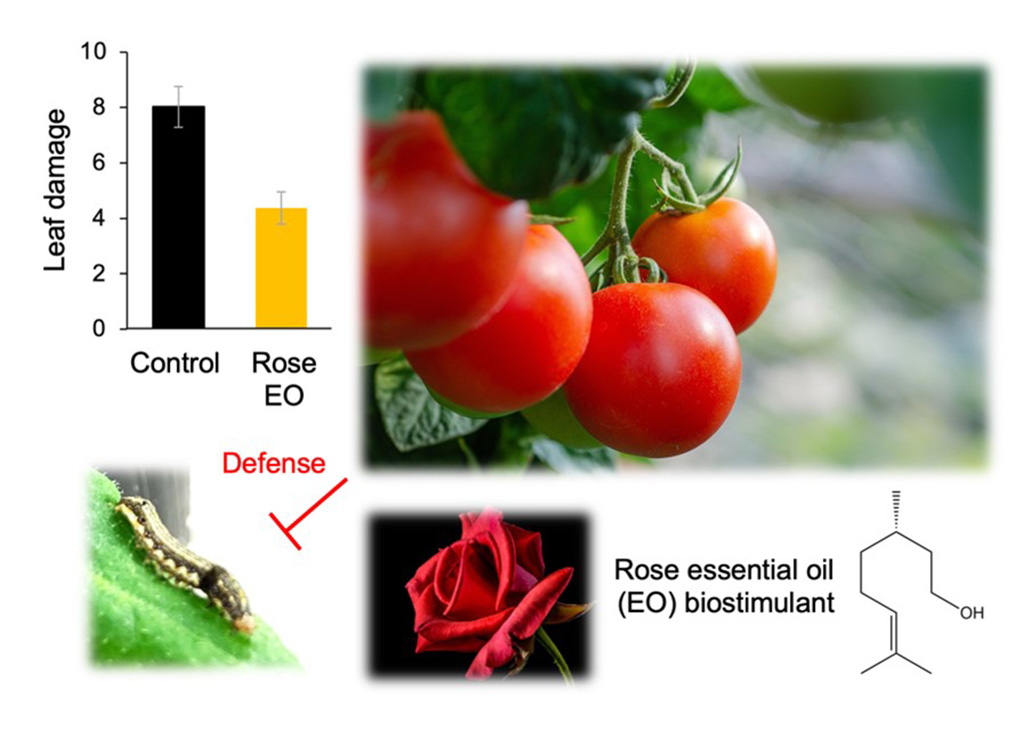 10
8
6
4
2
0
Leaf damage
Control
Rose
EO
Defense
Rose essential oil
(EO) biostimulant
OH